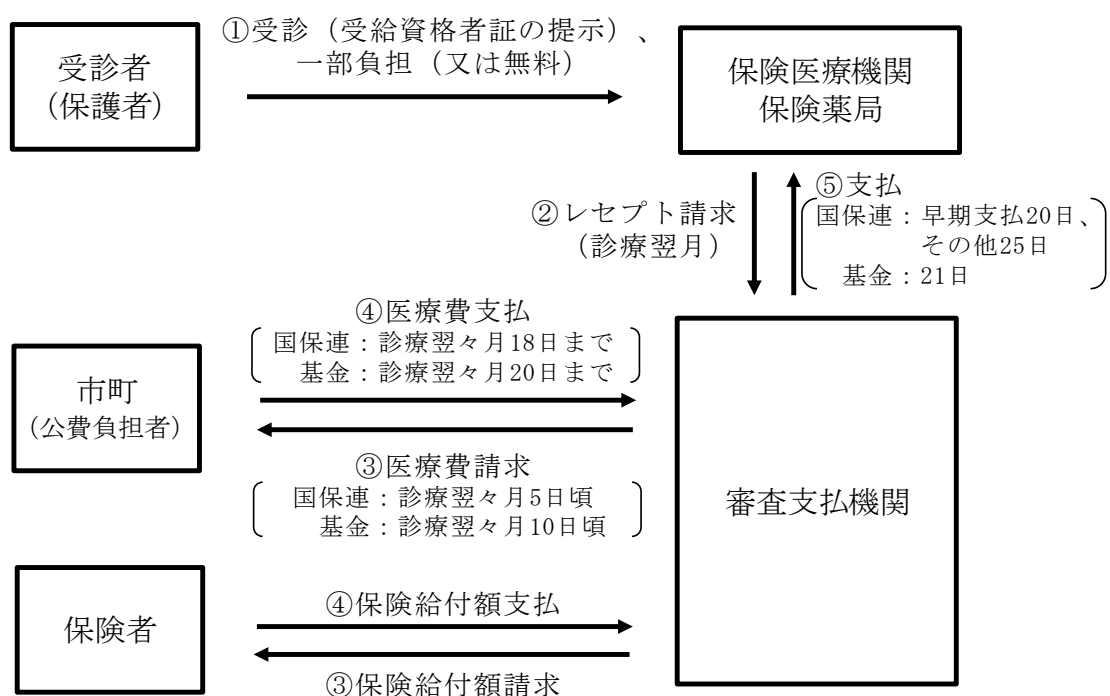 ①受診（受給資格者証の提示）、
一部負担（又は無料）
受診者
（保護者）
保険医療機関
保険薬局
②レセプト請求
（診療翌月）
⑤支払
国保連：早期支払20日、
その他25日
基金：21日
④医療費支払
国保連：診療翌々月18日まで
基金：診療翌々月20日まで
市町
（公費負担者）
③医療費請求
国保連：診療翌々月5日頃
基金：診療翌々月10日頃
審査支払機関
保険者
④保険給付額支払
③保険給付額請求